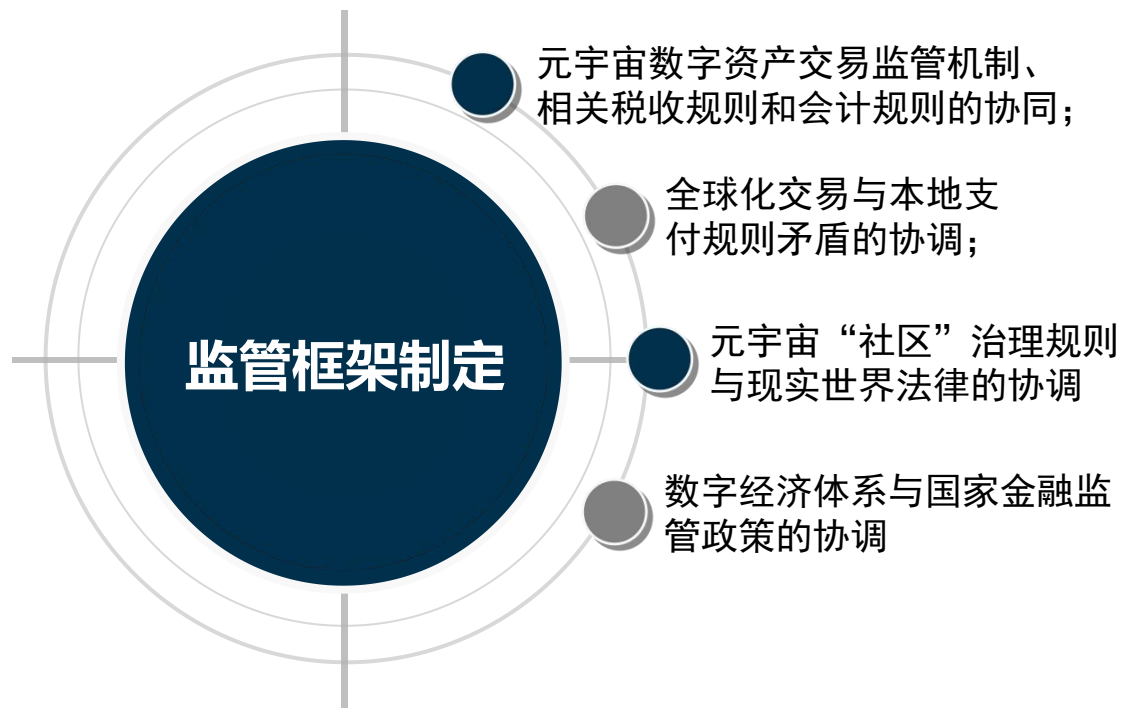 元宇宙数字资产交易监管机制、
相关税收规则和会计规则的协同；
全球化交易与本地支
付规则矛盾的协调；
监管框架制定
元宇宙“社区”治理规则
与现实世界法律的协调
数字经济体系与国家金融监
管政策的协调